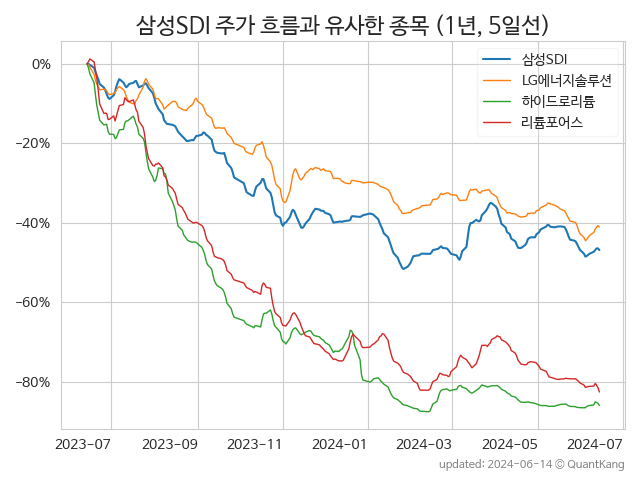 삼성SDI 주가 흐름과 유사한 종목 (1년, 5일선)
삼성SDI
LG에너지솔루션
하이드로리튬
리튬포어스
0%
−20%
−40%
−60%
−80%
2023-07 2023-09 2023-11 2024-01 2024-03 2024-05 2024-07
updated: 2024-06-14 © QuantKang